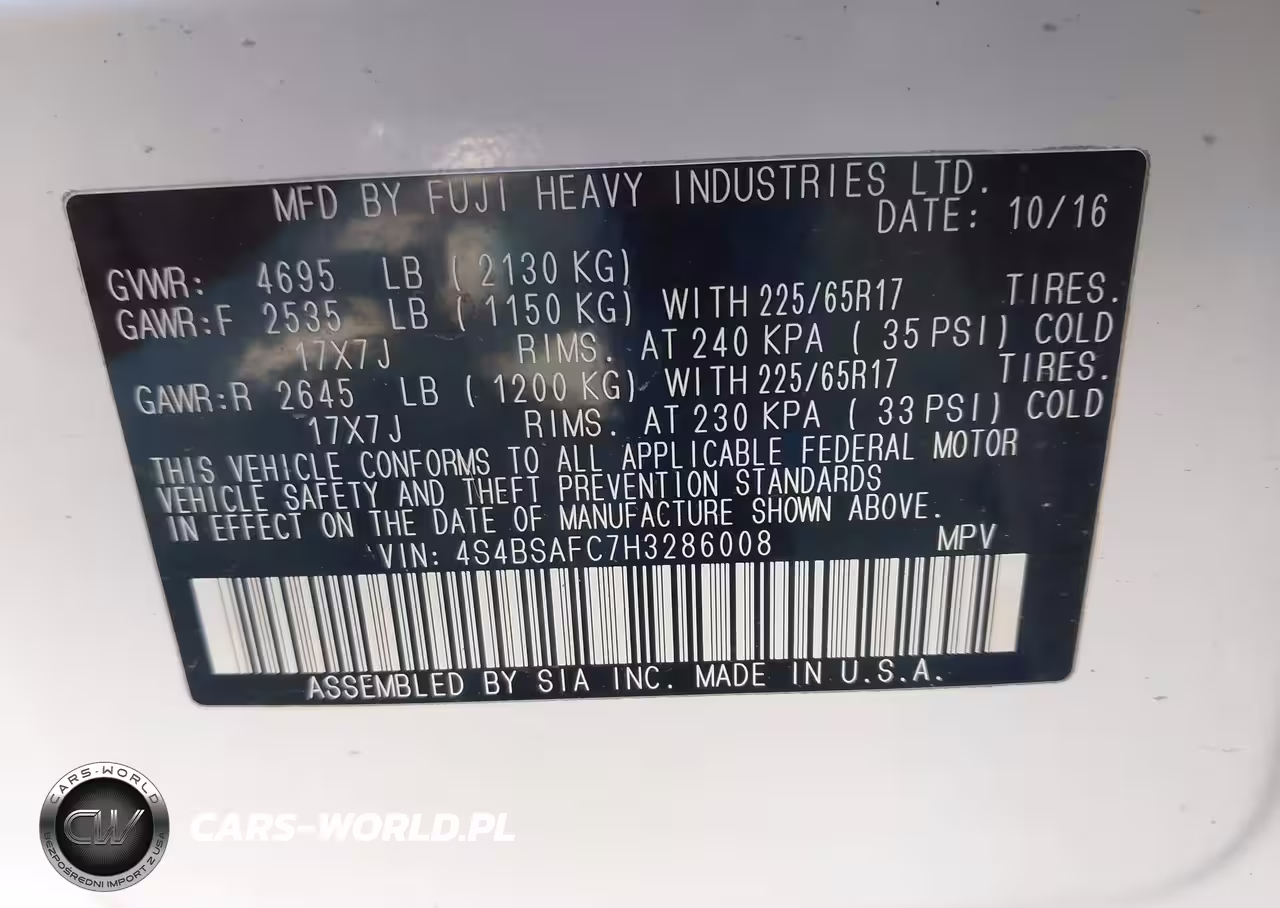 MFD BY FUJI HEAVY INDUSTRIES LTD.
DATE: 10/16
GVWR: 4695 LB ( 2130 KG)
GAWR:F 2535 LB ( 1150 KG) WITH 225/65R17 TIRES.
17X7J RIMS. AT 240 KPA ( 35 PSI) COLD
GAWR:R 2645 LB ( 1200 KG) WITH 225/65R17 TIRES.
17X7J RIMS. AT 230 KPA ( 33 PSI) COLD
THIS VEHICLE CONFORMS TO ALL APPLICABLE FEDERAL MOTOR
VEHICLE SAFETY AND THEFT PREVENTION STANDARDS
IN EFFECT ON THE DATE OF MANUFACTURE SHOWN ABOVE.
VIN: 4S4BSAFC7H3286008 MPV
ASSEMBLED BY SIA INC. MADE IN U.S.A.
CARS-WORLD
CW
BEZPOŚREDNI IMPORT Z USA
CARS-WORLD.PL